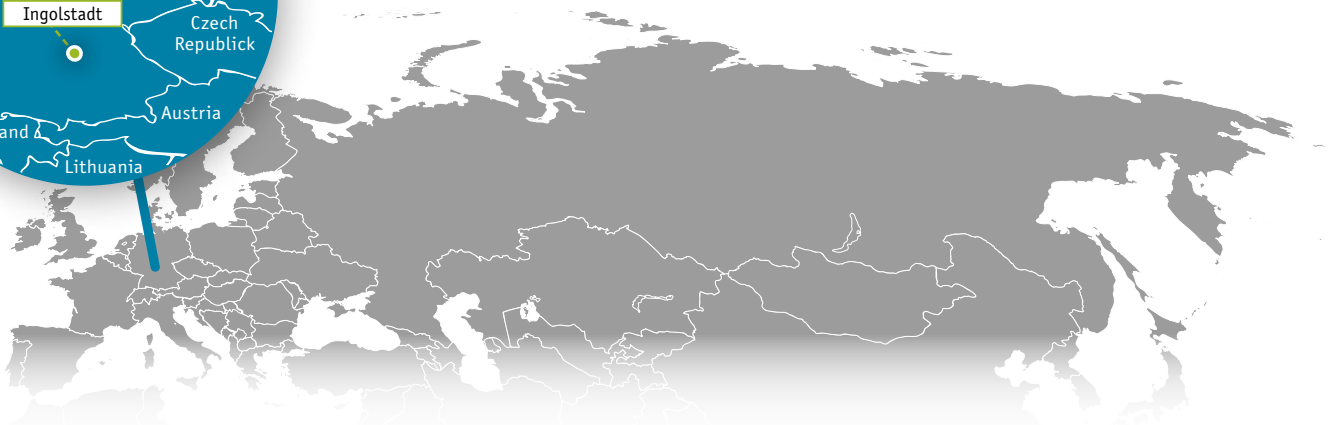 Ingolstadt
Czech
Republick
Austria
and
Lithuania